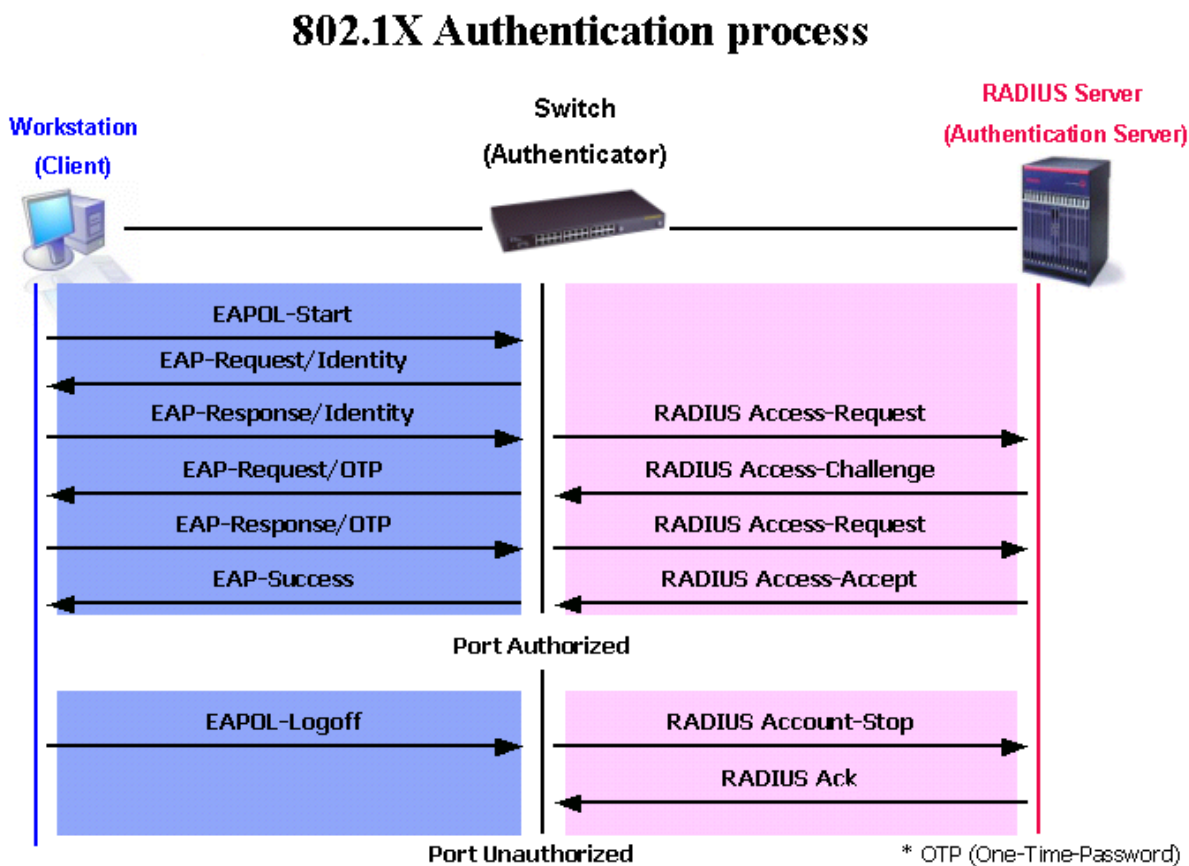 802.1X Authentication process
Workstation
(Client)
Switch
(Authenticator)
RADIUS Server
(Authentication Server)
EAPOL-Start
EAP-Request/Identity
EAP-Response/Identity
RADIUS Access-Request
EAP-Request/OTP
RADIUS Access-Challenge
EAP-Response/OTP
RADIUS Access-Request
EAP-Success
RADIUS Access-Accept
Port Authorized
EAPOL-Logoff
RADIUS Account-Stop
RADIUS Ack
Port Unauthorized
* OTP (One-Time-Password)